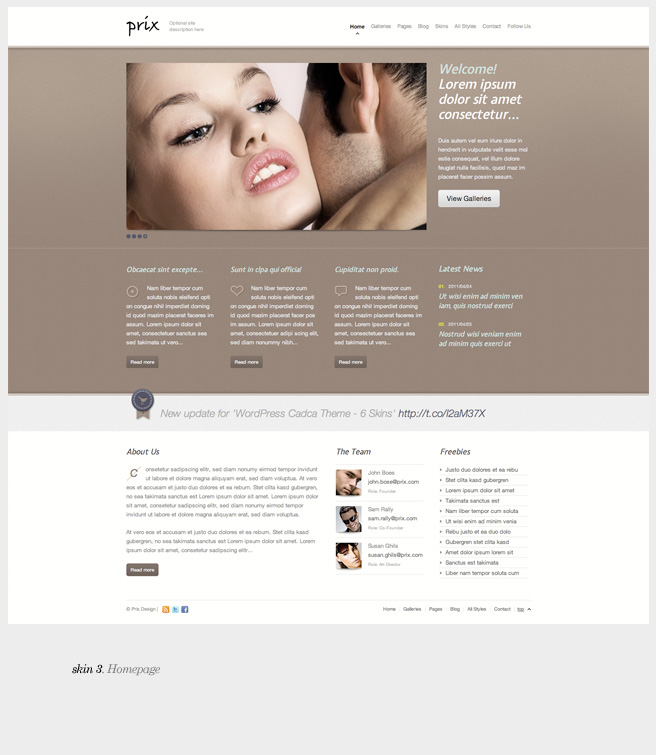 prix
Optional site
description here
Home Galleries Pages Blog Skins All Styles Contact Follow Us
Welcome!
Lorem ipsum
dolor sit amet
consectetur...
Duis autem vel eum iriure dolor in
hendrerit in vulputate velit esse mol
estie consequat, vel illum dolore
feugiat nulla facilisis, quod maz im
placerat facer possim assum.
View Galleries
Obcaecat sint excepte...
Nam liber tempor cum
soluta nobis eleifend opti
on congue nihil imperdiet doming
id quod mazim placerat faceres im
assum. Lorem ipsum dolor sit
amet, consectetuer sanctus sea
sed takimata ut vero...
Read more
Sunt in clpa qui official
Nam liber tempor cum
soluta nobis eleifend opti
on congue nihil imperdiet doming
id quod mazim placerat facer im
assum. Lorem ipsum dolor sit
amet, consectetuer adipi scing elit,
sed diam nonummy nibh...
Read more
Cupiditat non proid.
Nam liber tempor cum
soluta nobis eleifend opti
on congue nihil imperdiet doming
id quod mazim placerat facer im
assum. Lorem ipsum dolor sit
amet, consectetuer sanctus sea
sed takimata ut vero...
Read more
Latest News
01. 2011/04/04
Ut wisi enim ad minim ven
iam, quis nostrud exerci
02. 2011/04/05
Nostrud wisi veniam enim
ad minim quis exerci ut
New update for 'WordPress Cadca Theme - 6 Skins' http://t.co/I2aM37X
About Us
Consetetur sadipscing elitr, sed diam nonumy eirmod tempor invidunt
ut labore et dolore magna aliquyam erat, sed diam voluptua. At vero
eos et accusam et justo duo dolores et ea rebum. Stet clita kasd gubergren,
no sea takimata sanctus est Lorem ipsum dolor sit amet. Lorem ipsum dolor
sit amet, consetetur sadipscing elitr, sed diam nonumy eirmod tempor
invidunt ut labore et dolore magna aliquyam erat, sed diam voluptua.
At vero eos et accusam et justo duo dolores et ea rebum. Stet clita kasd
gubergren, no sea takimata sanctus est Lorem ipsum dolor sit amet. Lorem
ipsum dolor sit amet, consetetur sadipscing elitr...
Read more
The Team
John Boes
john.bose@prix.com
Role: Founder
Sam Rally
sam.rally@prix.com
Role: Co-Founder
Susan Ghils
susan.ghils@prix.com
Role: Art Director
Freebies
Justo duo dolores et ea rebu
Stet clita kasd gubergren
Lorem ipsum dolor sit amet
Takimata sanctus est
Nam liber tempor cum soluta
Ut wisi enim ad minim venia
Rebu justo et ea duo dolo
Gubergren stet clita kasd
Amet dolor ipsum lorem sit
Sanctus est takimata
Liber nam tempor soluta cum
© Prix Design |
Home Galleries Pages Blog All Styles Contact top
skin 3. Homepage